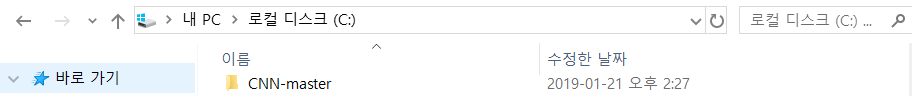 내 PC > 로컬 디스크 (C:) 로컬 디스크 (C:) ...
이름 수정한 날짜
바로 가기 CNN-master 2019-01-21 오후 2:27